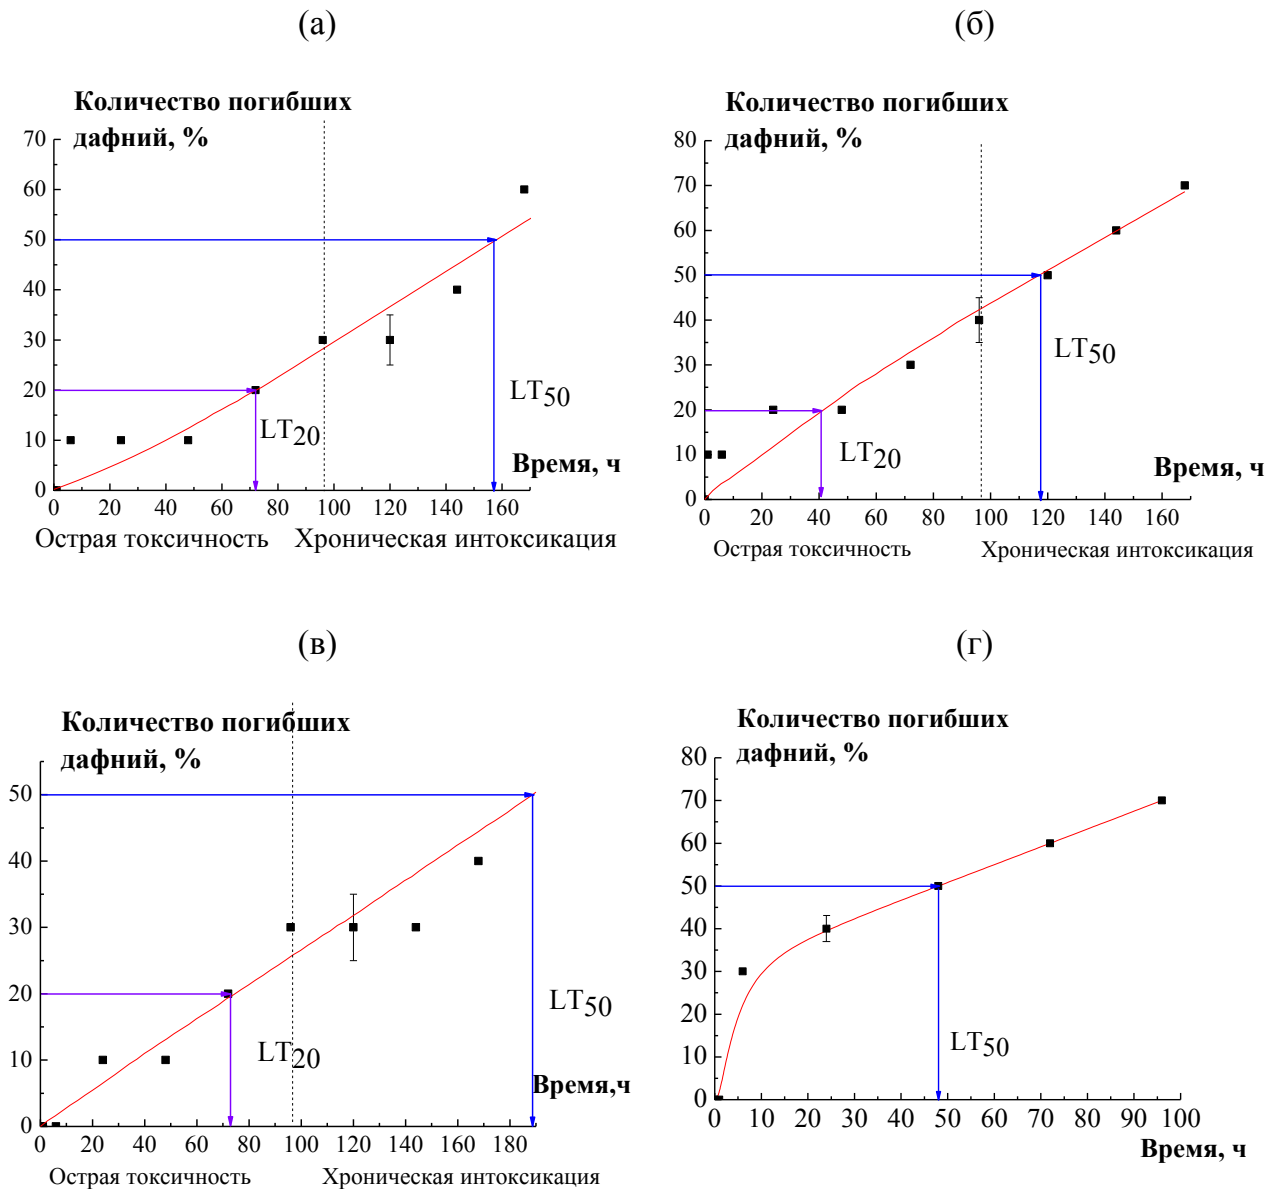 (а)
Количество погибших
дафний, %
70
60
50
40
30
20
10
0
LT50
LT20
Время, ч
0 20 40 60 80 100 120 140 160
Острая токсичность Хроническая интоксикация
(б)
Количество погибших
дафний, %
80
70
60
50
40
30
20
10
0
LT50
LT20
Время, ч
0 20 40 60 80 100 120 140 160
Острая токсичность Хроническая интоксикация
(в)
Количество погибших
дафний, %
50
40
30
20
10
0
LT50
LT20
Время,ч
0 20 40 60 80 100 120 140 160 180
Острая токсичность Хроническая интоксикация
(г)
Количество погибших
дафний, %
80
70
60
50
40
30
20
10
0
LT50
0 10 20 30 40 50 60 70 80 90 100
Время, ч